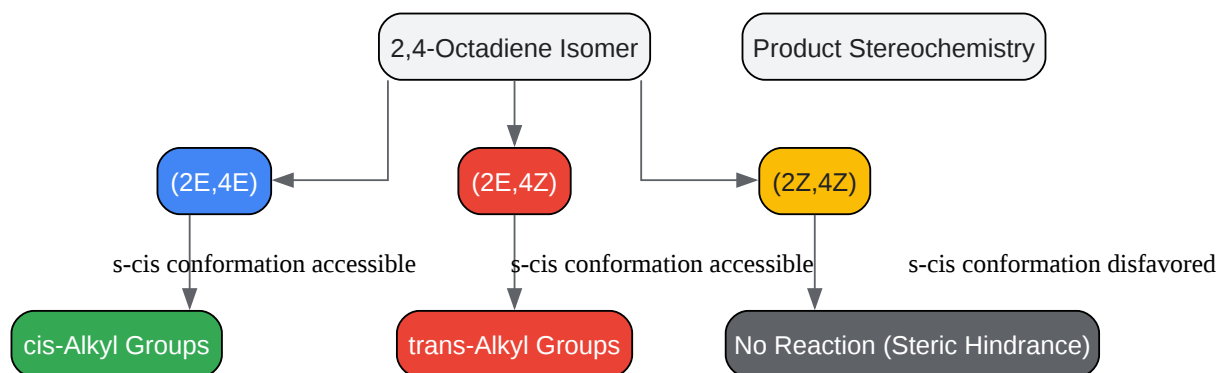 2,4-Octadiene Isomer
Product Stereochemistry
(2E,4E)
(2E,4Z)
(2Z,4Z)
s-cis conformation accessible
s-cis conformation accessible
s-cis conformation disfavored
cis-Alkyl Groups
trans-Alkyl Groups
No Reaction (Steric Hindrance)